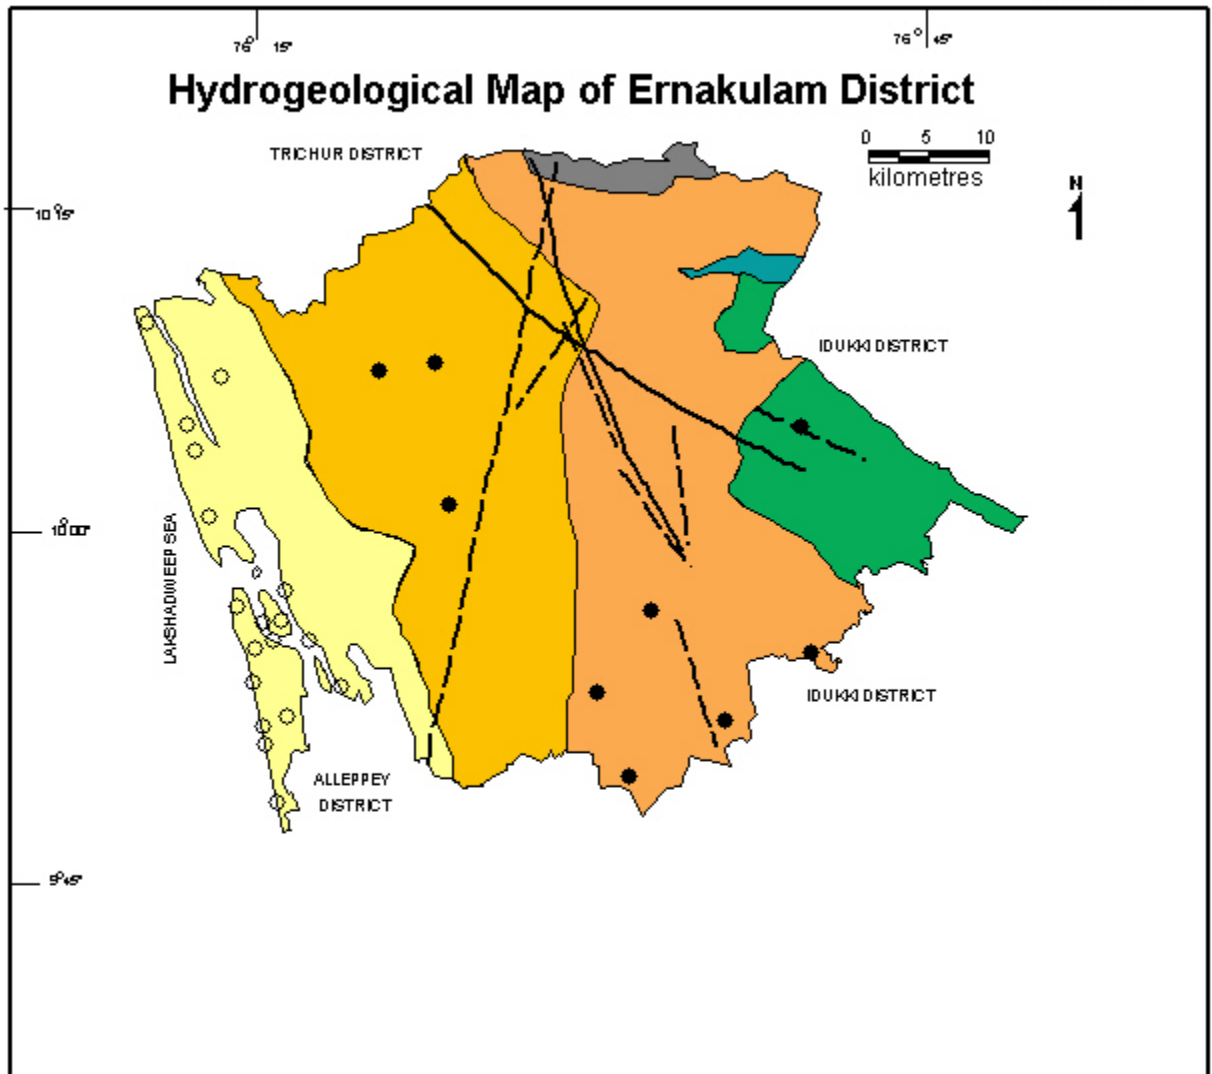 76° 15"
76° 45"
Hydrogeological Map of Ernakulam District
0 5 10
kilometres
TRICHUR DISTRICT
N
10°15"
IDUKKI DISTRICT
10°00"
LAKSHADWEEP SEA
IDUKKI DISTRICT
ALLEPPEY
DISTRICT
9°45"